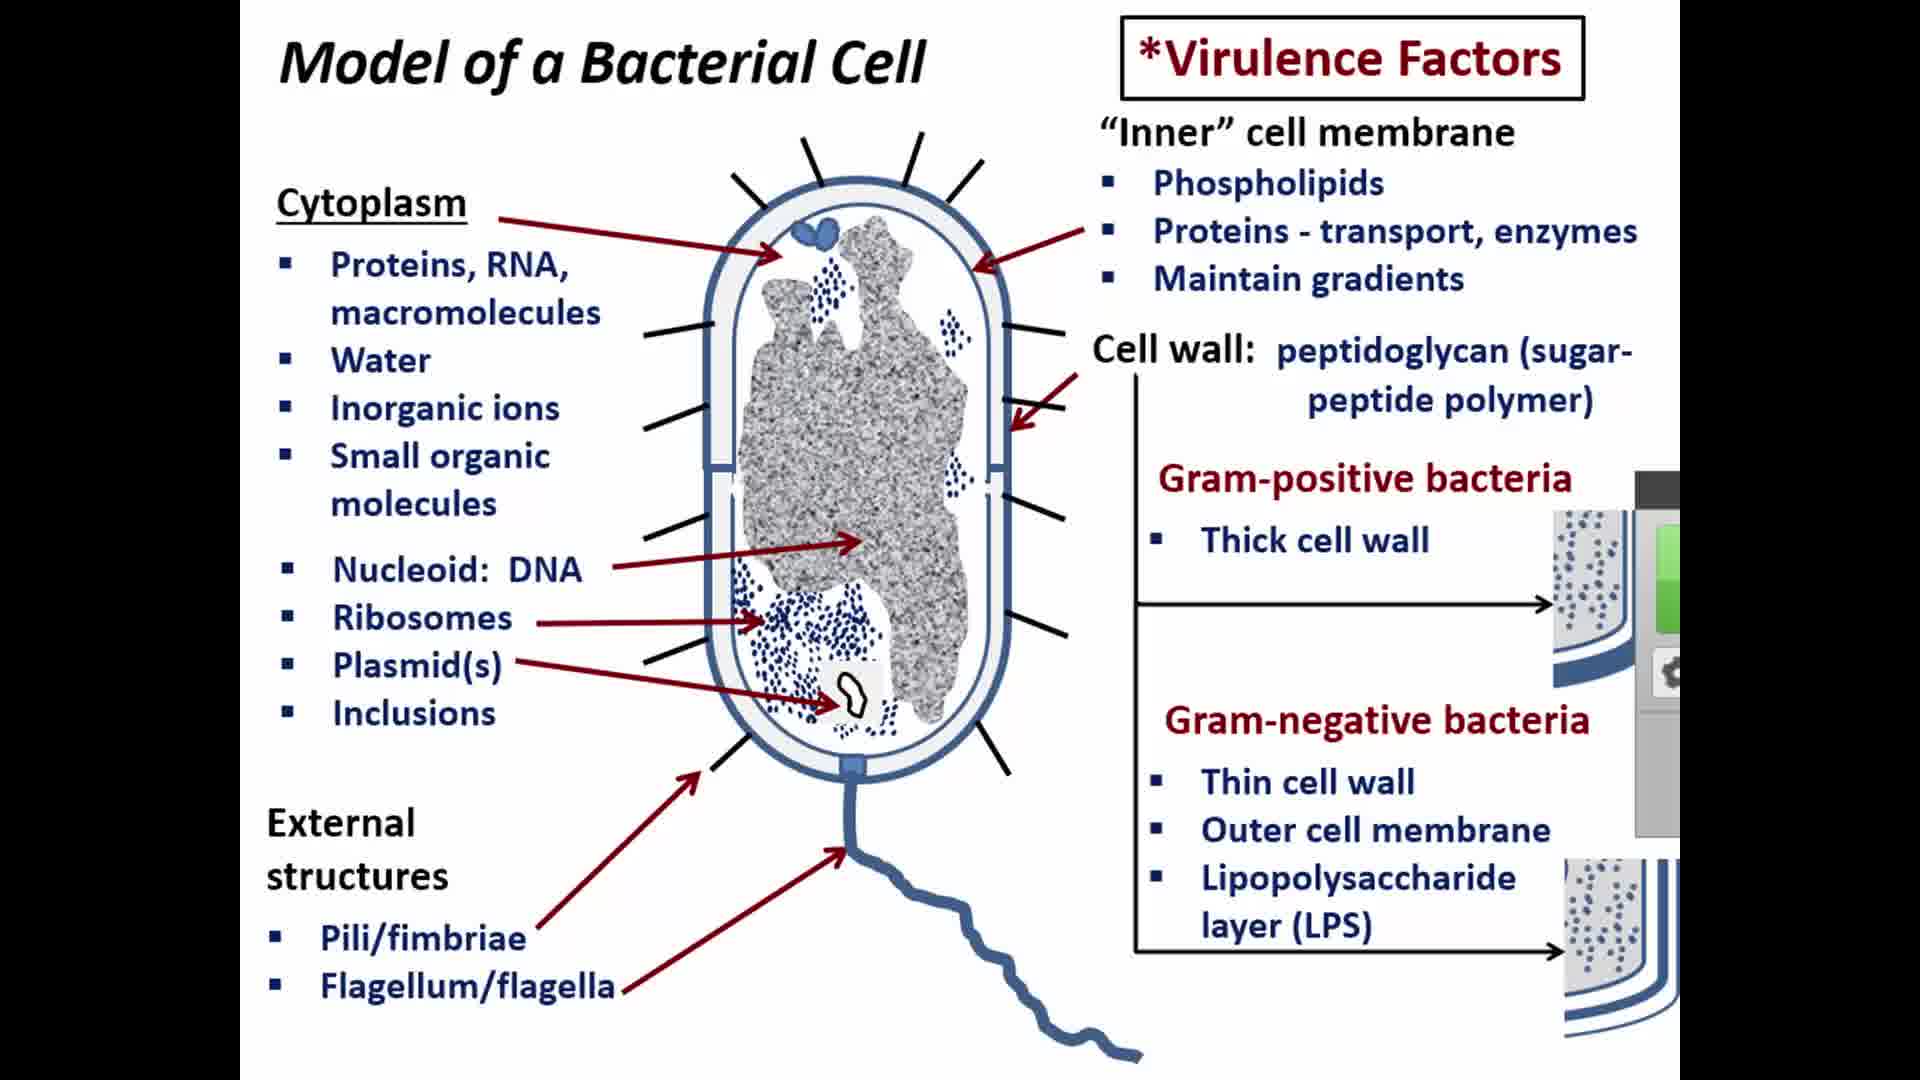 Model of a Bacterial Cell
*Virulence Factors
Cytoplasm
Proteins, RNA,
macromolecules
Water
Inorganic ions
Small organic
molecules
Nucleoid: DNA
Ribosomes
Plasmid(s)
Inclusions
External
structures
Pili/fimbriae
Flagellum/flagella
“Inner” cell membrane
Phospholipids
Proteins - transport, enzymes
Maintain gradients
Cell wall: peptidoglycan (sugar-
peptide polymer)
Gram-positive bacteria
Thick cell wall
Gram-negative bacteria
Thin cell wall
Outer cell membrane
Lipopolysaccharide
layer (LPS)